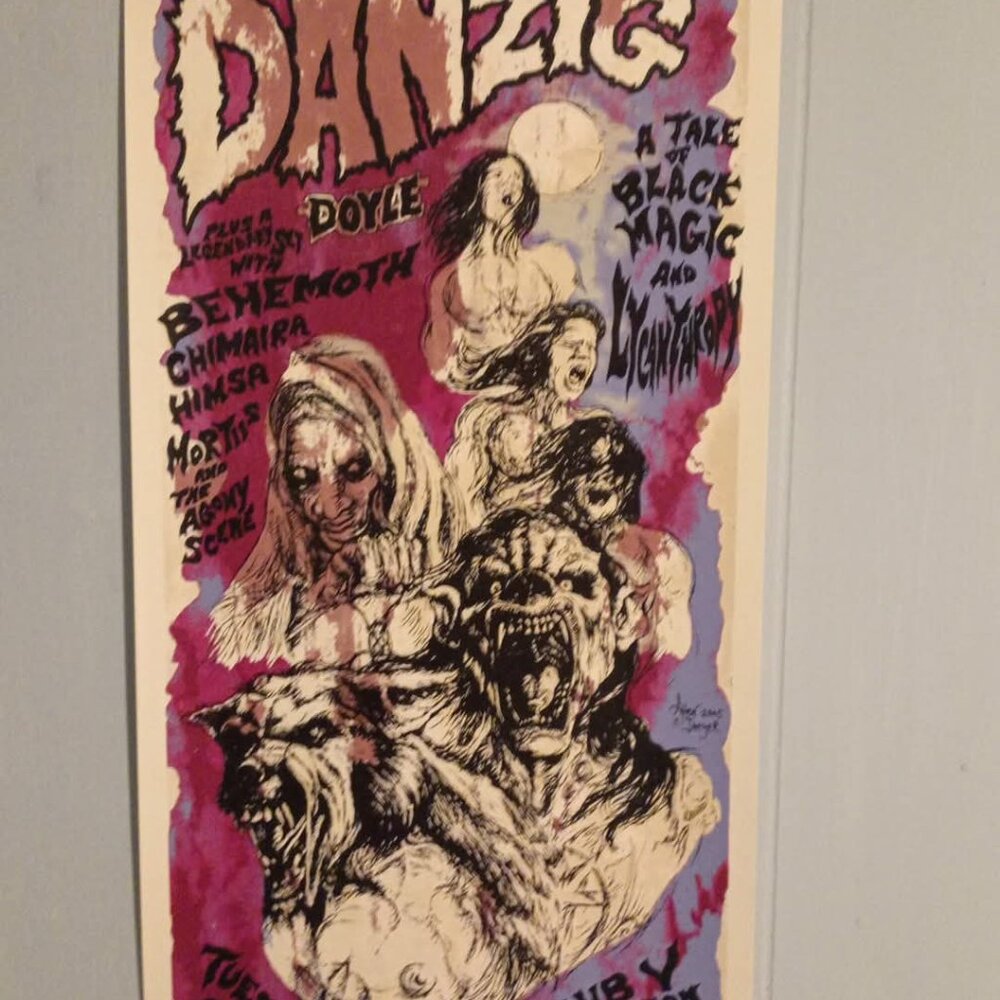 DANZIG
A TALE
OF
BLACK
MAGIC
AND
LYCANTHROPY
"DOYLE"
PLUS A
LEGENDARY SET
WITH
BEHEMOTH
CHIMAIRA
HIMSA
MORTIIS
AND
THE
AGONY
SCENE
2005